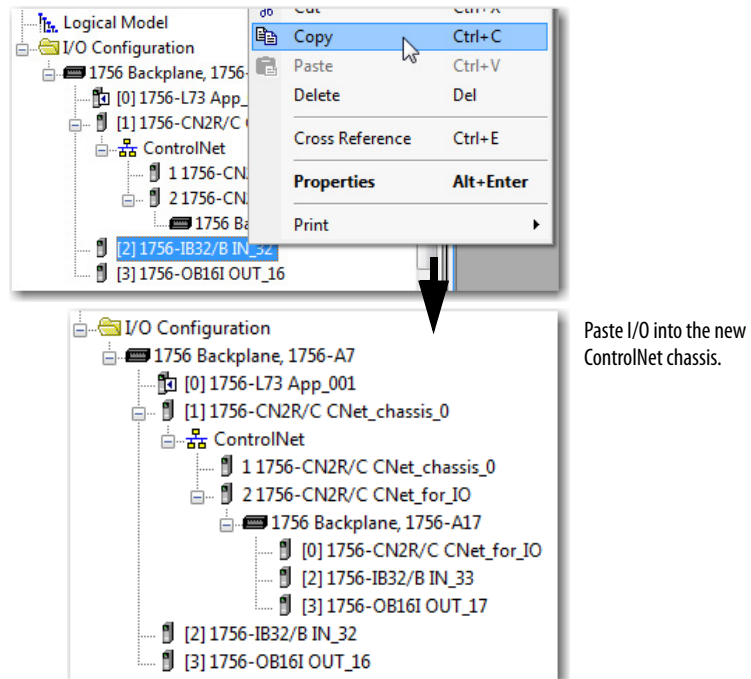 Cut Ctrl+X
Logical Model
Copy Ctrl+C
I/O Configuration
1756 Backplane, 1756-
Paste Ctrl+V
[0] 1756-L73 App_
Delete Del
[1] 1756-CN2R/C
ControlNet
Cross Reference Ctrl+E
1 1756-CN
Properties Alt+Enter
2 1756-CN
1756 Ba
Print
[2] 1756-IB32/B IN_32
[3] 1756-OB16I OUT_16
I/O Configuration
1756 Backplane, 1756-A7
[0] 1756-L73 App_001
[1] 1756-CN2R/C CNet_chassis_0
ControlNet
1 1756-CN2R/C CNet_chassis_0
2 1756-CN2R/C CNet_for_IO
1756 Backplane, 1756-A17
[0] 1756-CN2R/C CNet_for_IO
[2] 1756-IB32/B IN_33
[3] 1756-OB16I OUT_17
[2] 1756-IB32/B IN_32
[3] 1756-OB16I OUT_16
Paste I/O into the new
ControlNet chassis.